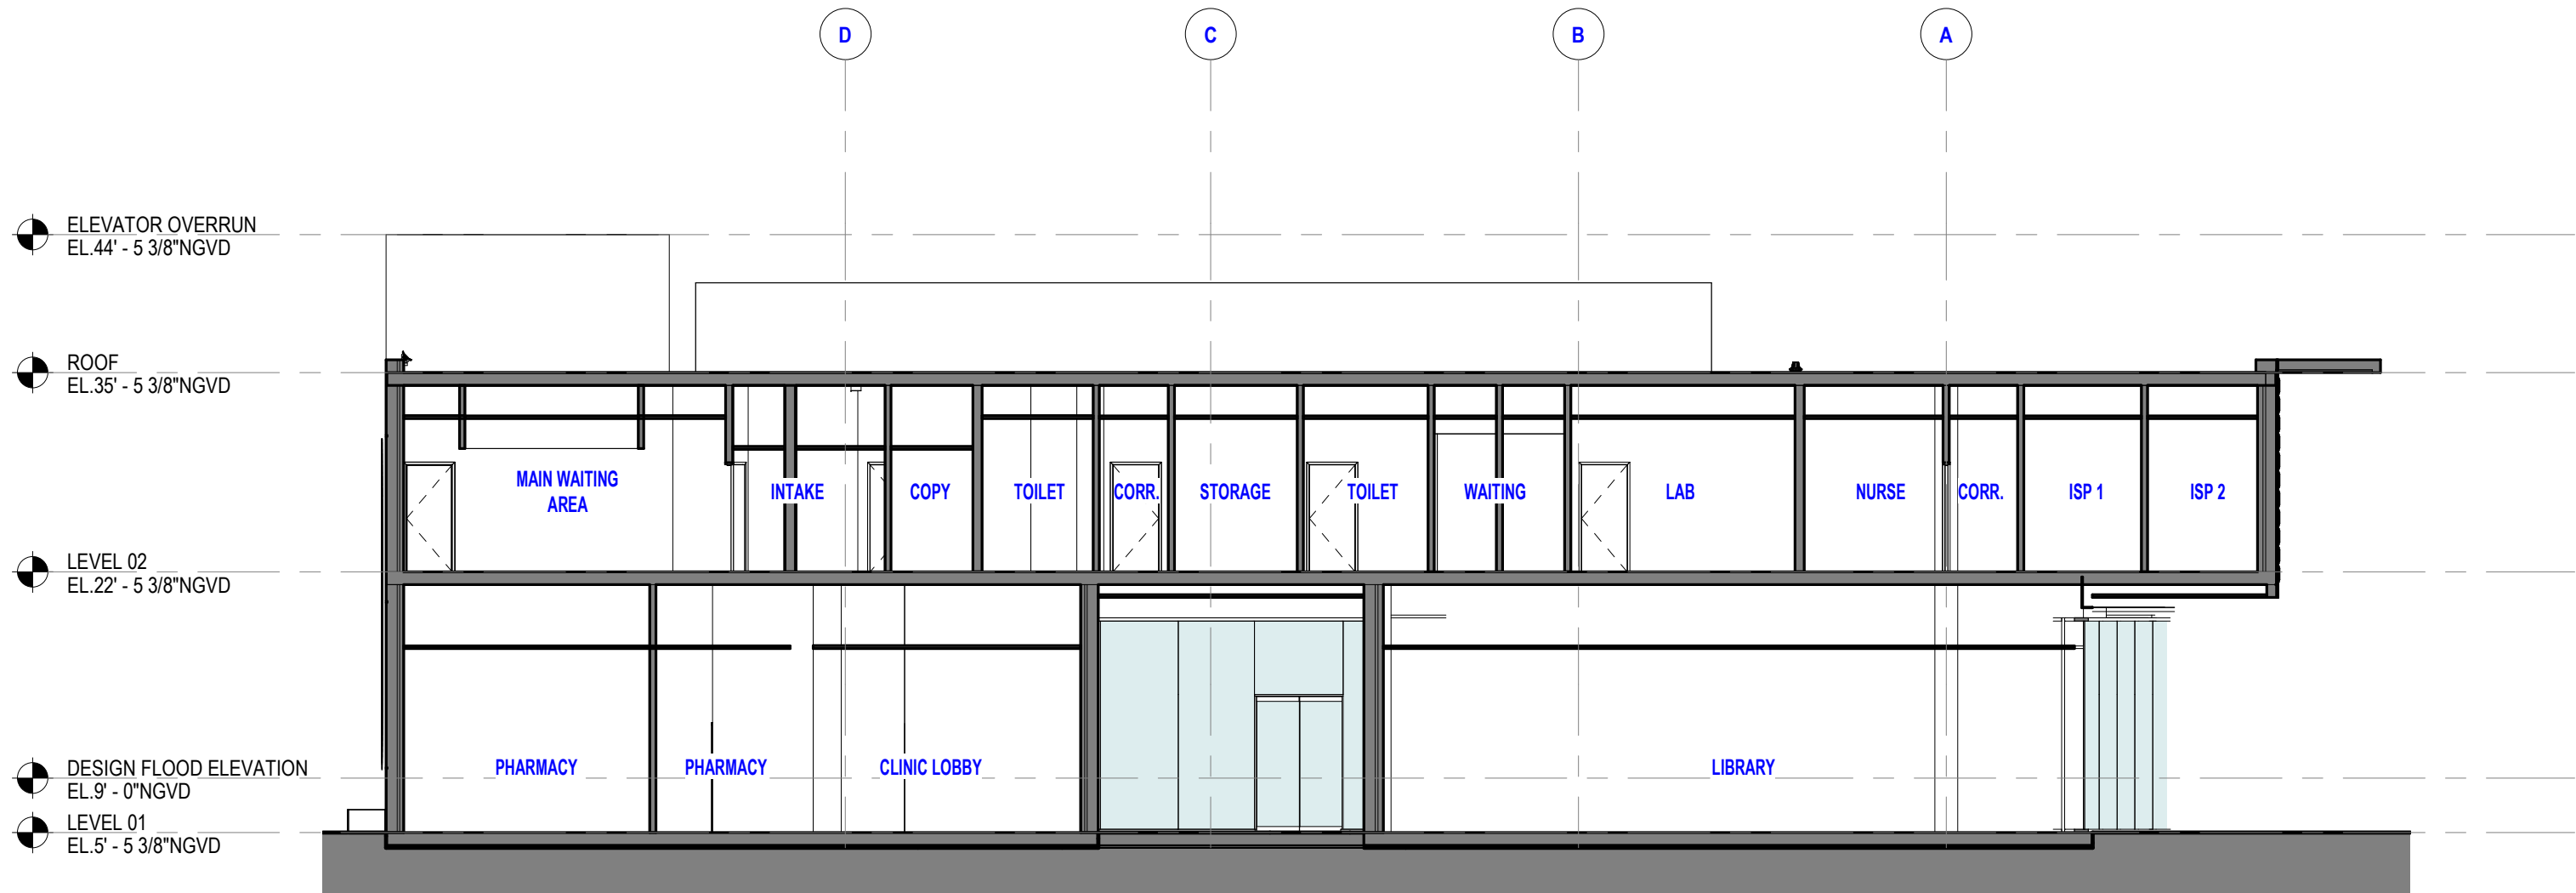 D
C
B
A
ELEVATOR OVERRUN
EL.44' - 5 3/8"NGVD
ROOF
EL.35' - 5 3/8"NGVD
MAIN WAITING
AREA
INTAKE
COPY
TOILET
CORR.
STORAGE
TOILET
WAITING
LAB
NURSE
CORR.
ISP 1
ISP 2
LEVEL 02
EL.22' - 5 3/8"NGVD
PHARMACY
PHARMACY
CLINIC LOBBY
LIBRARY
DESIGN FLOOD ELEVATION
EL.9' - 0"NGVD
LEVEL 01
EL.5' - 5 3/8"NGVD